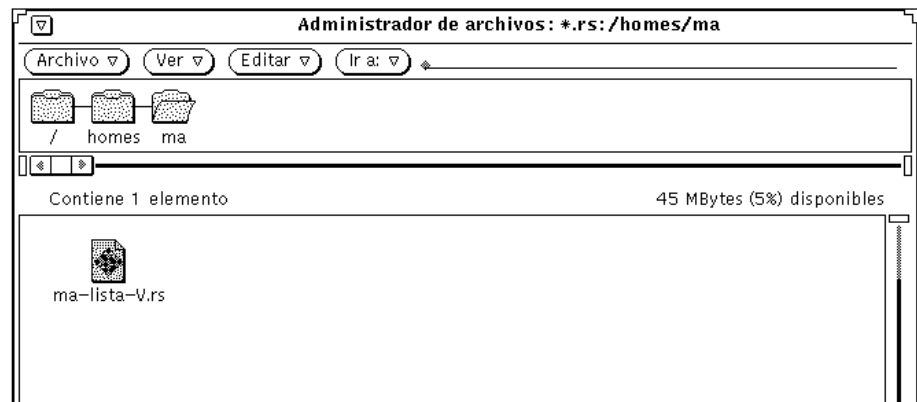 Administrador de archivos: *.rs:/homes/ma
Archivo Ver Editar Ir a:
/ homes ma
Contiene 1 elemento 45 MBytes (5%) disponibles
ma-lista-V.rs